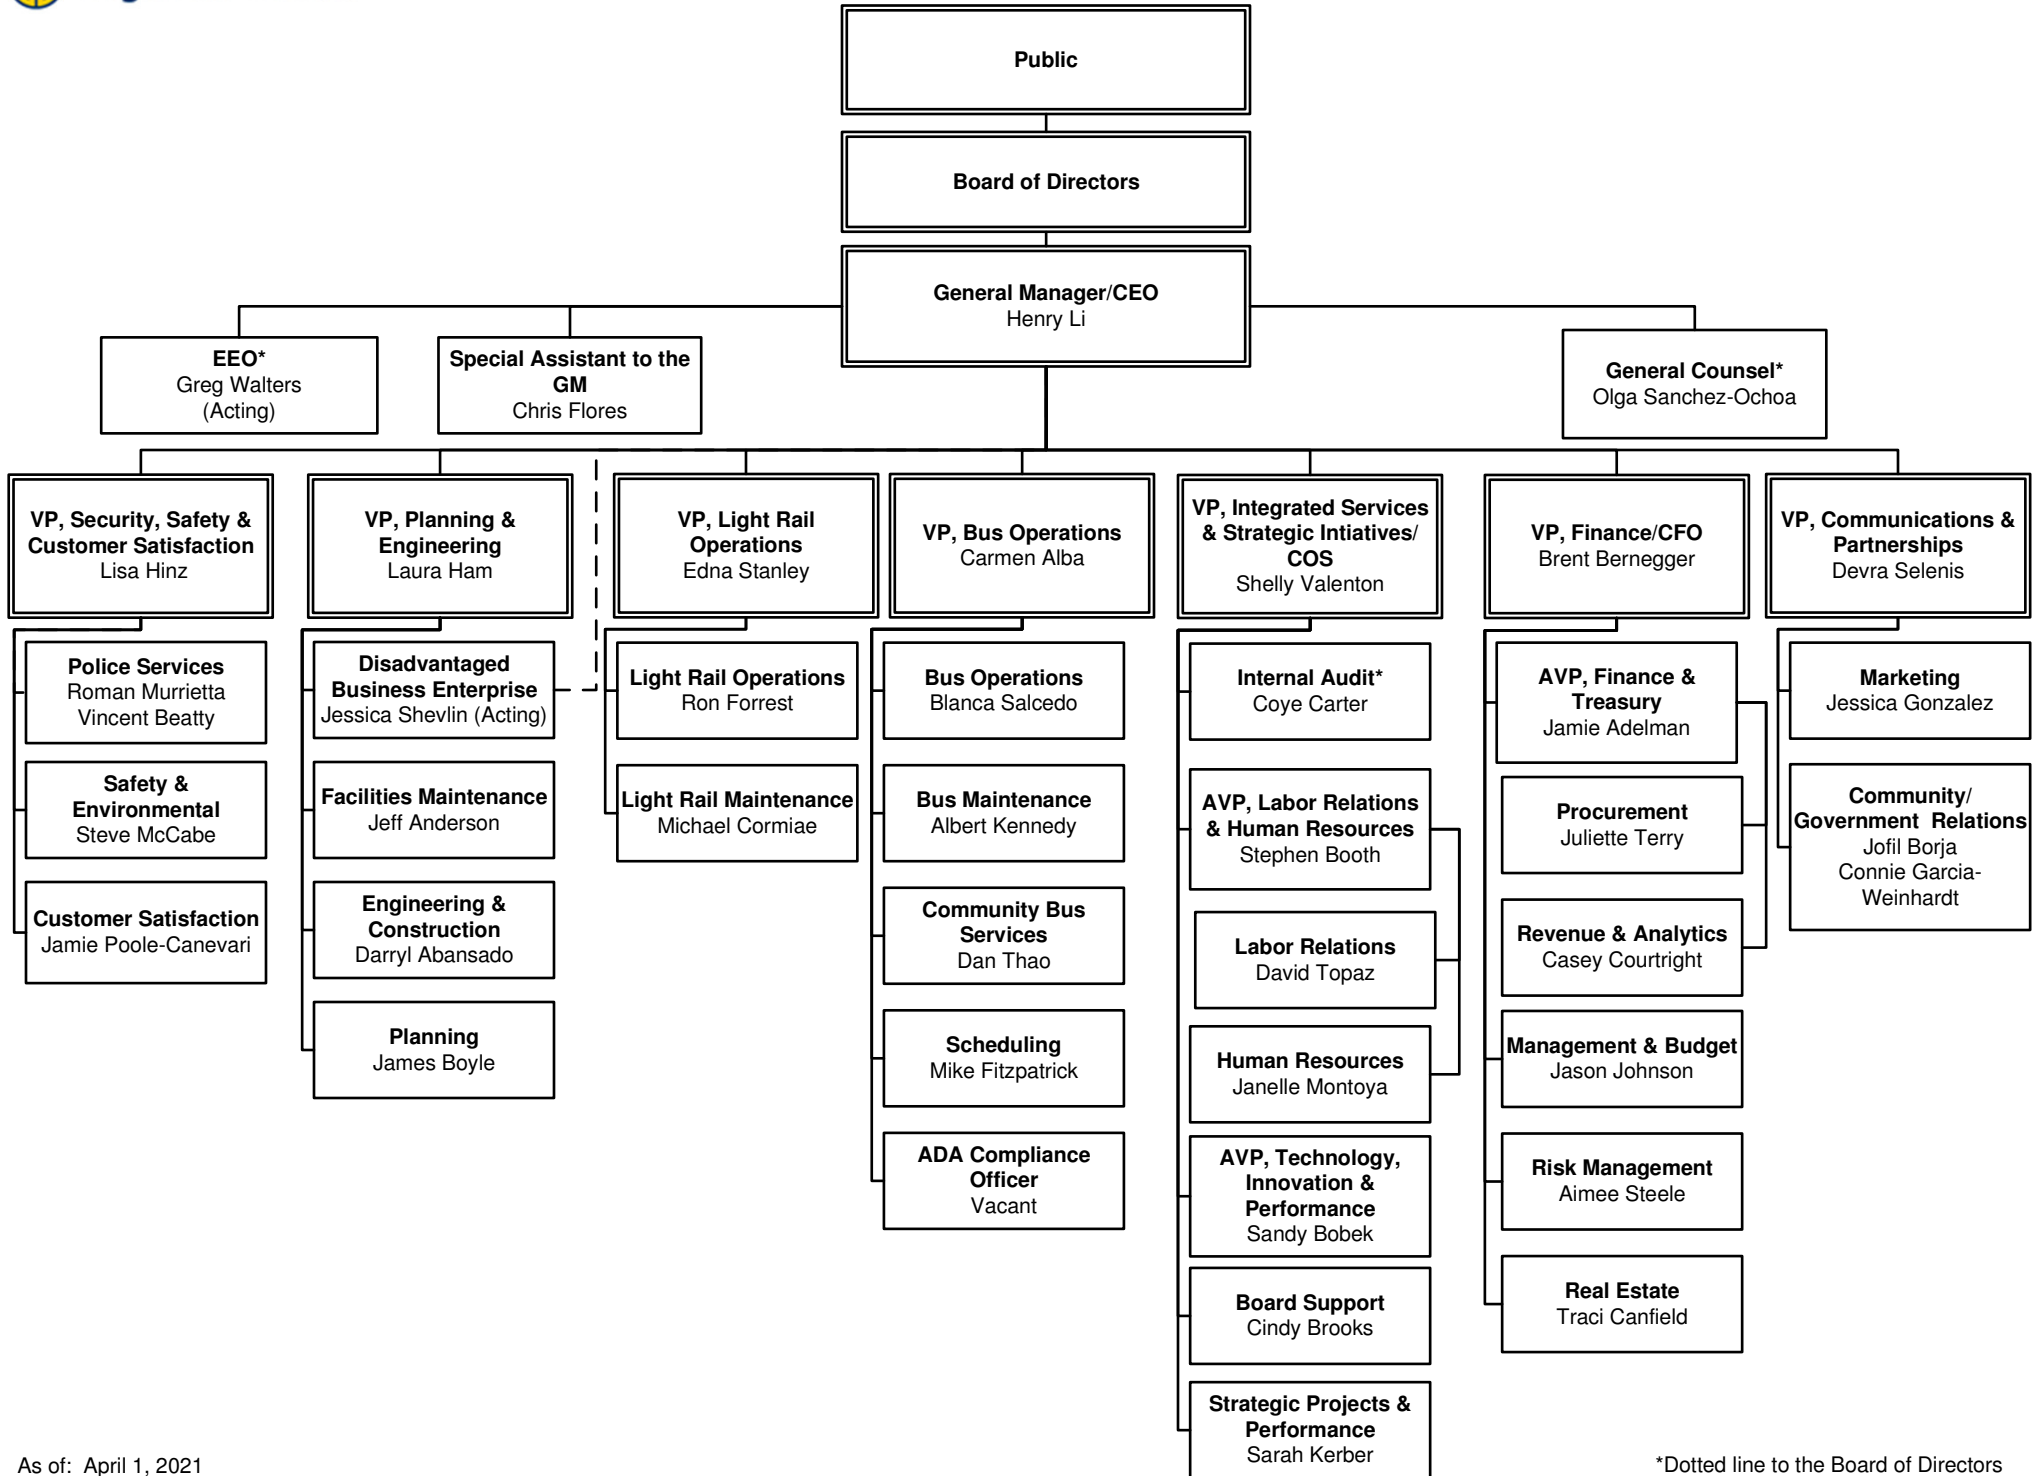 Public
Board of Directors
General Manager/CEO
Henry Li
EEO*
Greg Walters
(Acting)
Special Assistant to the
GM
Chris Flores
General Counsel*
Olga Sanchez-Ochoa
VP, Security, Safety &
Customer Satisfaction
Lisa Hinz
VP, Planning &
Engineering
Laura Ham
VP, Light Rail
Operations
Edna Stanley
VP, Bus Operations
Carmen Alba
VP, Integrated Services
& Strategic Intiatives/
COS
Shelly Valenton
VP, Finance/CFO
Brent Bernegger
VP, Communications &
Partnerships
Devra Selenis
Police Services
Roman Murrietta
Vincent Beatty
Safety &
Environmental
Steve McCabe
Customer Satisfaction
Jamie Poole-Canevari
Disadvantaged
Business Enterprise
Jessica Shevlin (Acting)
Facilities Maintenance
Jeff Anderson
Engineering &
Construction
Darryl Abansado
Planning
James Boyle
Light Rail Operations
Ron Forrest
Light Rail Maintenance
Michael Cormiae
Bus Operations
Blanca Salcedo
Bus Maintenance
Albert Kennedy
Community Bus
Services
Dan Thao
Scheduling
Mike Fitzpatrick
ADA Compliance
Officer
Vacant
Internal Audit*
Coye Carter
AVP, Labor Relations
& Human Resources
Stephen Booth
Labor Relations
David Topaz
Human Resources
Janelle Montoya
AVP, Technology,
Innovation &
Performance
Sandy Bobek
Board Support
Cindy Brooks
Strategic Projects &
Performance
Sarah Kerber
AVP, Finance &
Treasury
Jamie Adelman
Procurement
Juliette Terry
Revenue & Analytics
Casey Courtright
Management & Budget
Jason Johnson
Risk Management
Aimee Steele
Real Estate
Traci Canfield
Marketing
Jessica Gonzalez
Community/
Government Relations
Jofil Borja
Connie Garcia-
Weinhardt
As of: April 1, 2021
*Dotted line to the Board of Directors